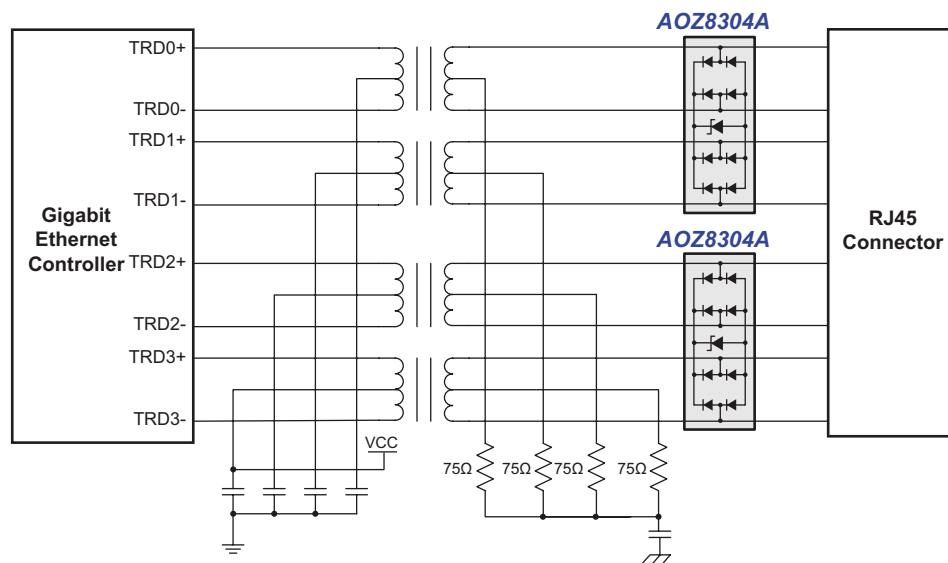 AOZ8304A
TRD0+
TRD0-
TRD1+
TRD1-
Gigabit
Ethernet
Controller
RJ45
Connector
AOZ8304A
TRD2+
TRD2-
TRD3+
TRD3-
VCC
75Ω
75Ω
75Ω
75Ω